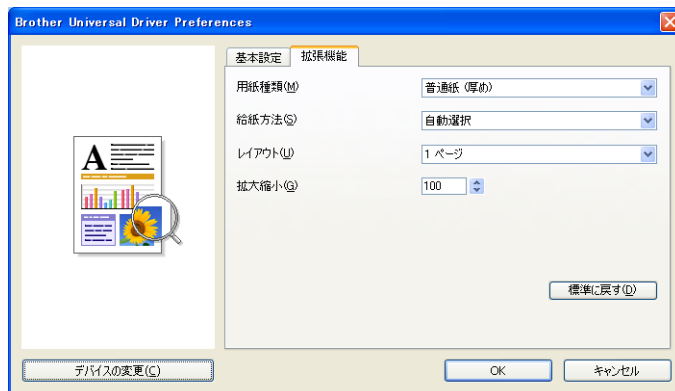 Brother Universal Driver Preferences
基本設定 拡張機能
用紙種類(M) 普通紙 (厚め)
給紙方法(S) 自動選択
レイアウト(U) 1 ページ
拡大縮小(G) 100
A
標準に戻す(D)
デバイスの変更(C) OK キャンセル